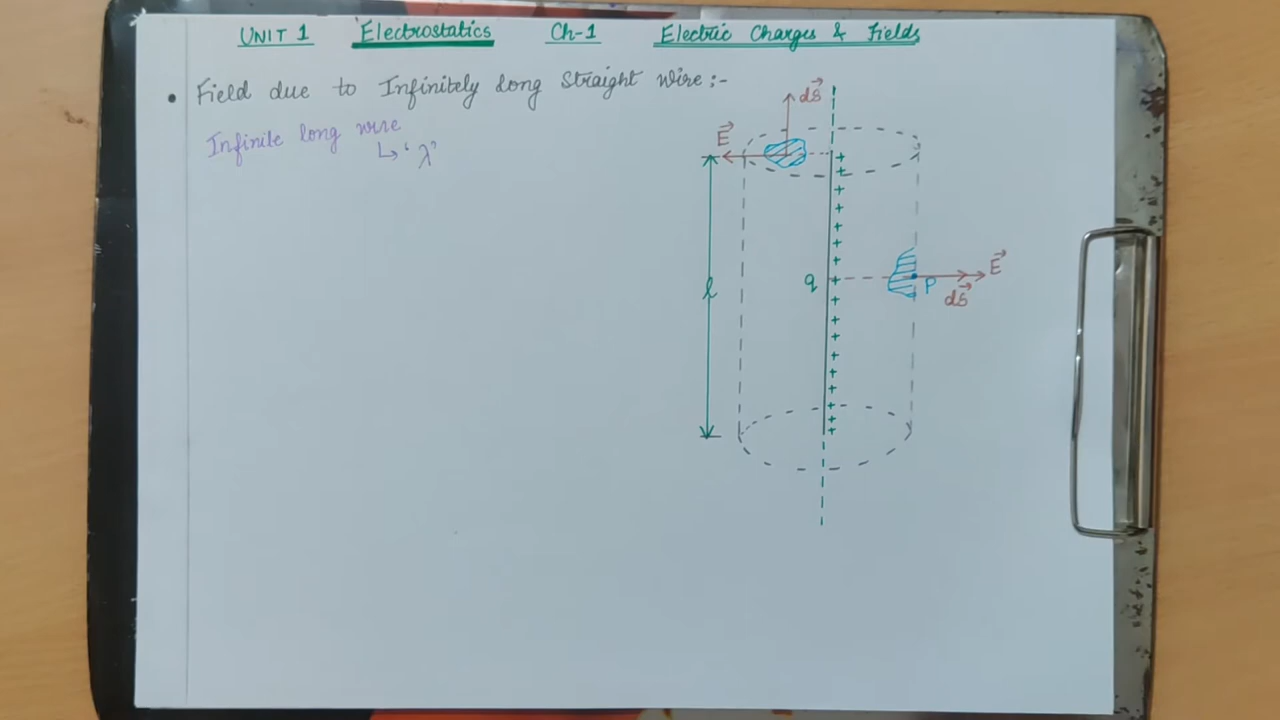 UNIT 1 Electrostatics Ch-1 Electric Charges & Fields
• Field due to Infinitely long Straight wire :-
Infinite long wire
↳ 'λ'
dS⃗
E⃗
l
q
P
E⃗
dS⃗